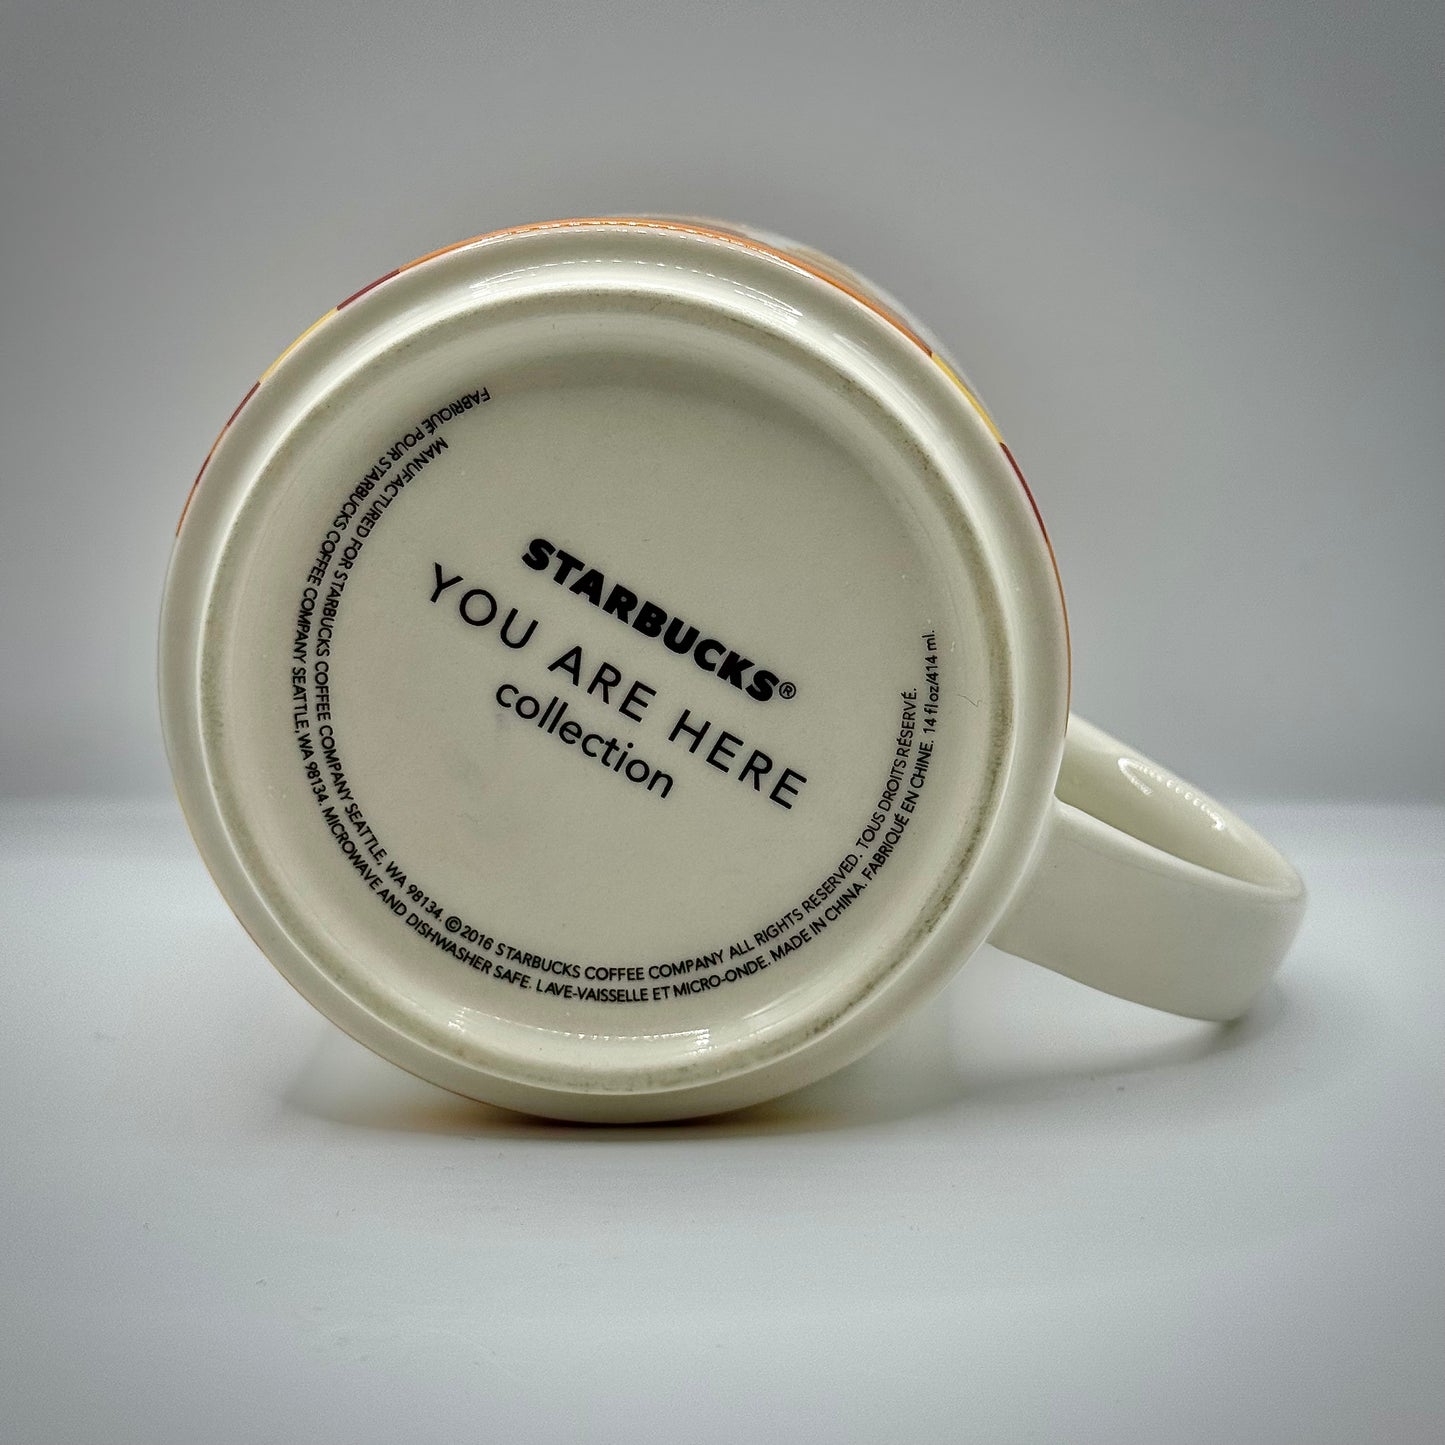 STARBUCKS®
YOU ARE HERE
collection
MANUFACTURED FOR STARBUCKS COFFEE COMPANY SEATTLE, WA 98134. ©2016 STARBUCKS COFFEE COMPANY ALL RIGHTS RESERVED. TOUS DROITS RÉSERVÉ.
FABRIQUÉ POUR STARBUCKS COFFEE COMPANY SEATTLE, WA 98134. MICROWAVE AND DISHWASHER SAFE. LAVE-VAISSELLE ET MICRO-ONDE. MADE IN CHINA. FABRIQUÉ EN CHINE. 14 fl oz/414 ml.